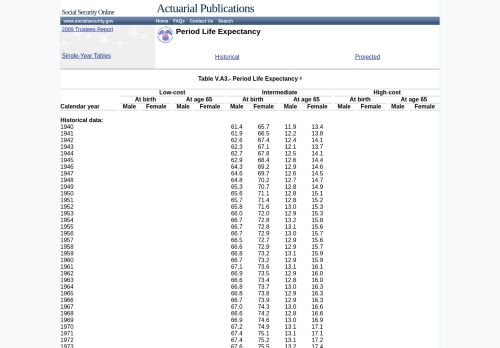 Social Security Online
Actuarial Publications
www.socialsecurity.gov Home FAQs Contact Us Search
2009 Trustees Report
Period Life Expectancy
Single-Year Tables
Historical Projected
Table V.A3.- Period Life Expectancy
Low-cost Intermediate High-cost
At birth At age 65 At birth At age 65 At birth At age 65
Calendar year Male Female Male Female Male Female Male Female Male Female Male Female
Historical data:
1940 61.4 65.7 11.9 13.4
1941 61.9 66.5 12.2 13.8
1942 62.6 67.4 12.4 14.1
1943 62.3 67.1 12.1 13.7
1944 62.7 67.8 12.5 14.1
1945 62.9 68.4 12.6 14.4
1946 64.3 69.2 12.9 14.6
1947 64.6 69.7 12.6 14.5
1948 64.8 70.2 12.7 14.7
1949 65.3 70.7 12.8 14.9
1950 65.6 71.1 12.8 15.1
1951 65.7 71.4 12.8 15.2
1952 65.8 71.6 13.0 15.3
1953 66.0 72.0 12.9 15.3
1954 66.7 72.8 13.2 15.8
1955 66.7 72.8 13.1 15.6
1956 66.7 72.9 13.0 15.7
1957 66.5 72.7 12.9 15.6
1958 66.6 72.9 12.9 15.7
1959 66.8 73.2 13.1 15.9
1960 66.7 73.2 12.9 15.9
1961 67.1 73.6 13.1 16.1
1962 66.9 73.5 12.9 16.0
1963 66.6 73.4 12.8 16.0
1964 66.8 73.7 13.0 16.3
1965 66.8 73.8 12.9 16.3
1966 66.7 73.9 12.9 16.3
1967 67.0 74.3 13.0 16.6
1968 66.6 74.2 12.8 16.6
1969 66.9 74.6 13.0 16.9
1970 67.2 74.9 13.1 17.1
1971 67.4 75.1 13.1 17.1
1972 67.4 75.2 13.1 17.2
1973 67.6 75.5 13.2 17.4